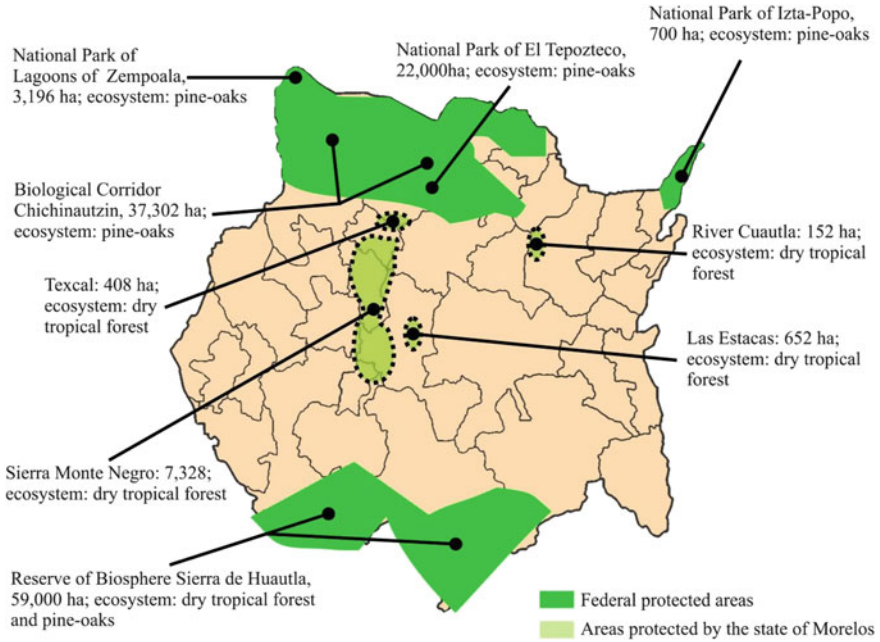 National Park of
Lagoons of Zempoala,
3,196 ha; ecosystem: pine-oaks
National Park of El Tepozteco,
22,000ha; ecosystem: pine-oaks
National Park of Izta-Popo,
700 ha; ecosystem: pine-oaks
Biological Corridor
Chichinautzin, 37,302 ha;
ecosystem: pine-oaks
River Cuautla: 152 ha;
ecosystem: dry tropical
forest
Texcal: 408 ha;
ecosystem: dry
tropical forest
Las Estacas: 652 ha;
ecosystem: dry tropical
forest
Sierra Monte Negro: 7,328;
ecosystem: dry tropical forest
Reserve of Biosphere Sierra de Huautla,
59,000 ha; ecosystem: dry tropical forest
and pine-oaks
Federal protected areas
Areas protected by the state of Morelos